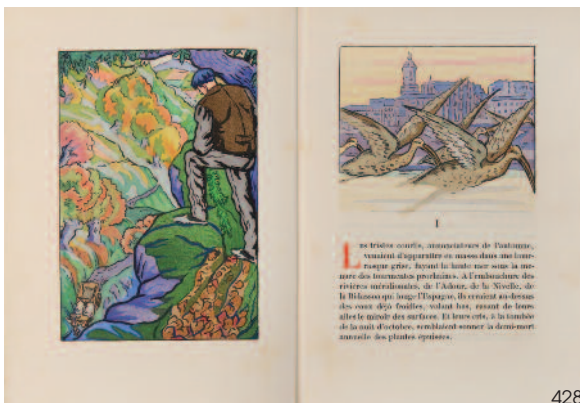 I
Les tristes courlis, annonciateurs de l'automne,
venaient d'apparaître en masse dans une bour-
rasque grise, fuyant la haute mer sous la me-
nace des tourmentes prochaines. A l'embouchure des
rivières méridionales, de l'Adour, de la Nivelle, de
la Bidassoa qui longe l'Espagne, ils erraient au-dessus
des eaux déjà froidies, volant bas, rasant de leurs
ailes le miroir des surfaces. Et leurs cris, à la tombée
de la nuit d'octobre, semblaient sonner la demi-mort
annuelle des plantes épuisées.
428